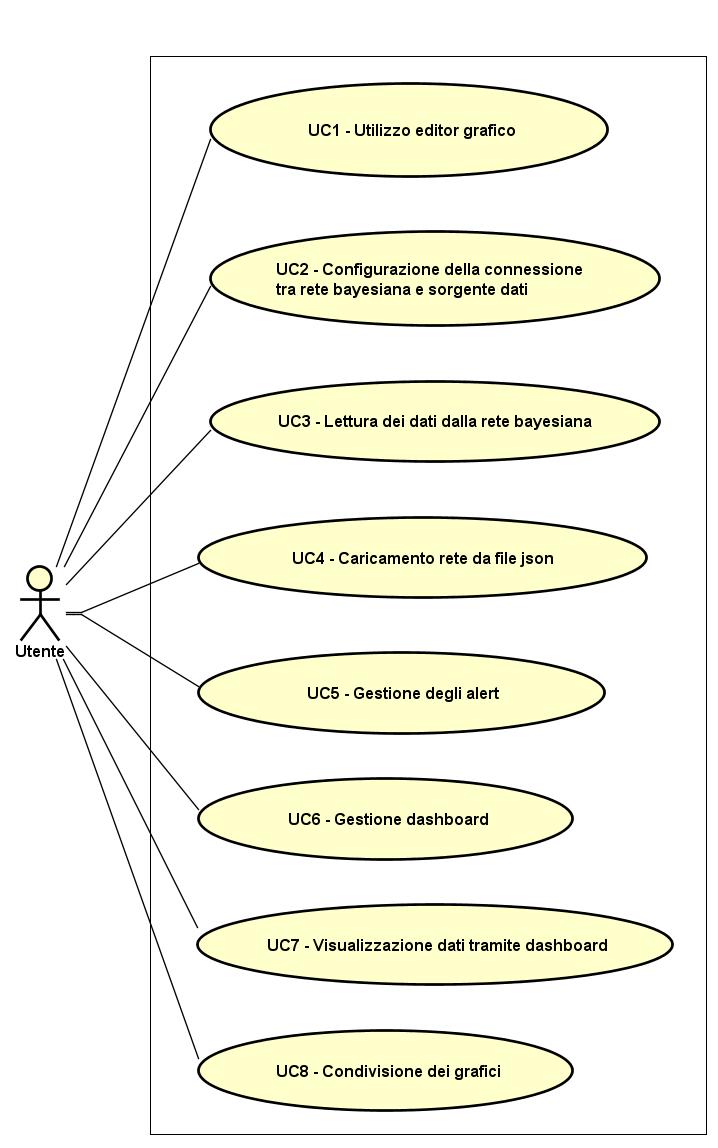 UC1 - Utilizzo editor grafico
UC2 - Configurazione della connessione
tra rete bayesiana e sorgente dati
UC3 - Lettura dei dati dalla rete bayesiana
UC4 - Caricamento rete da file json
Utente
UC5 - Gestione degli alert
UC6 - Gestione dashboard
UC7 - Visualizzazione dati tramite dashboard
UC8 - Condivisione dei grafici